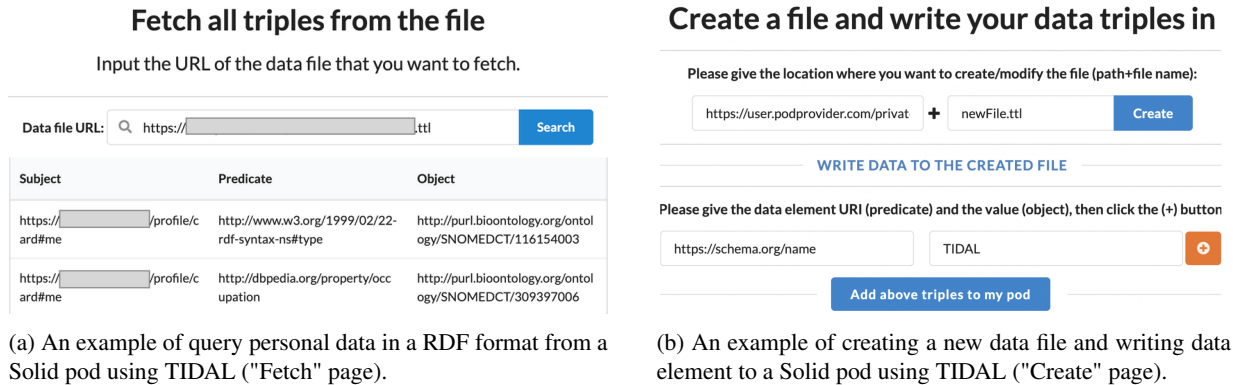 Fetch all triples from the file
Input the URL of the data file that you want to fetch.
Data file URL: https:// .ttl Search
Subject Predicate Object
https:// /profile/c http://www.w3.org/1999/02/22- http://purl.bioontology.org/ontol
ard#me rdf-syntax-ns#type ogy/SNOMEDCT/116154003
https:// /profile/c http://dbpedia.org/property/occ http://purl.bioontology.org/ontol
ard#me upation ogy/SNOMEDCT/309397006
(a) An example of query personal data in a RDF format from a
Solid pod using TIDAL ("Fetch" page).
Create a file and write your data triples in
Please give the location where you want to create/modify the file (path+file name):
https://user.podprovider.com/privat + newFile.ttl Create
WRITE DATA TO THE CREATED FILE
Please give the data element URI (predicate) and the value (object), then click the (+) button
https://schema.org/name TIDAL
Add above triples to my pod
(b) An example of creating a new data file and writing data
element to a Solid pod using TIDAL ("Create" page).